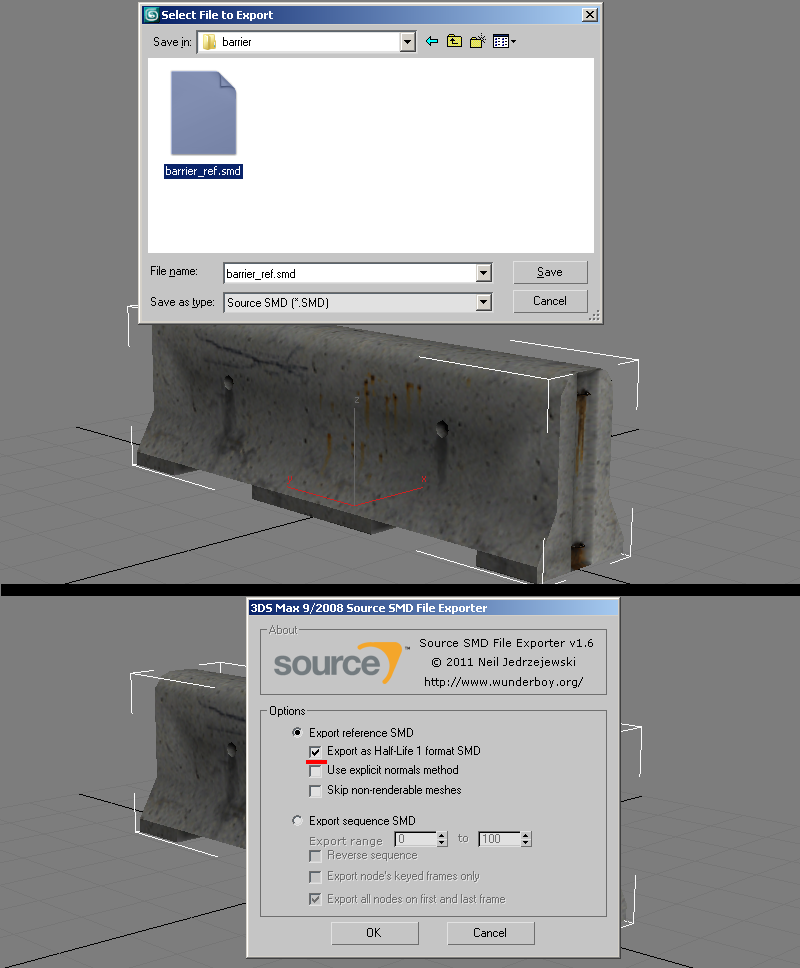 Select File to Export
Save in: barrier
barrier_ref.smd
File name: barrier_ref.smd Save
Save as type: Source SMD (*.SMD) Cancel
z
x
3DS Max 9/2008 Source SMD File Exporter
About
source™
Source SMD File Exporter v1.6
© 2011 Neil Jedrzejewski
http://www.wunderboy.org/
Options
Export reference SMD
Export as Half-Life 1 format SMD
Use explicit normals method
Skip non-renderable meshes
Export sequence SMD
Export range 0 to 100
Reverse sequence
Export node's keyed frames only
Export all nodes on first and last frame
OK Cancel